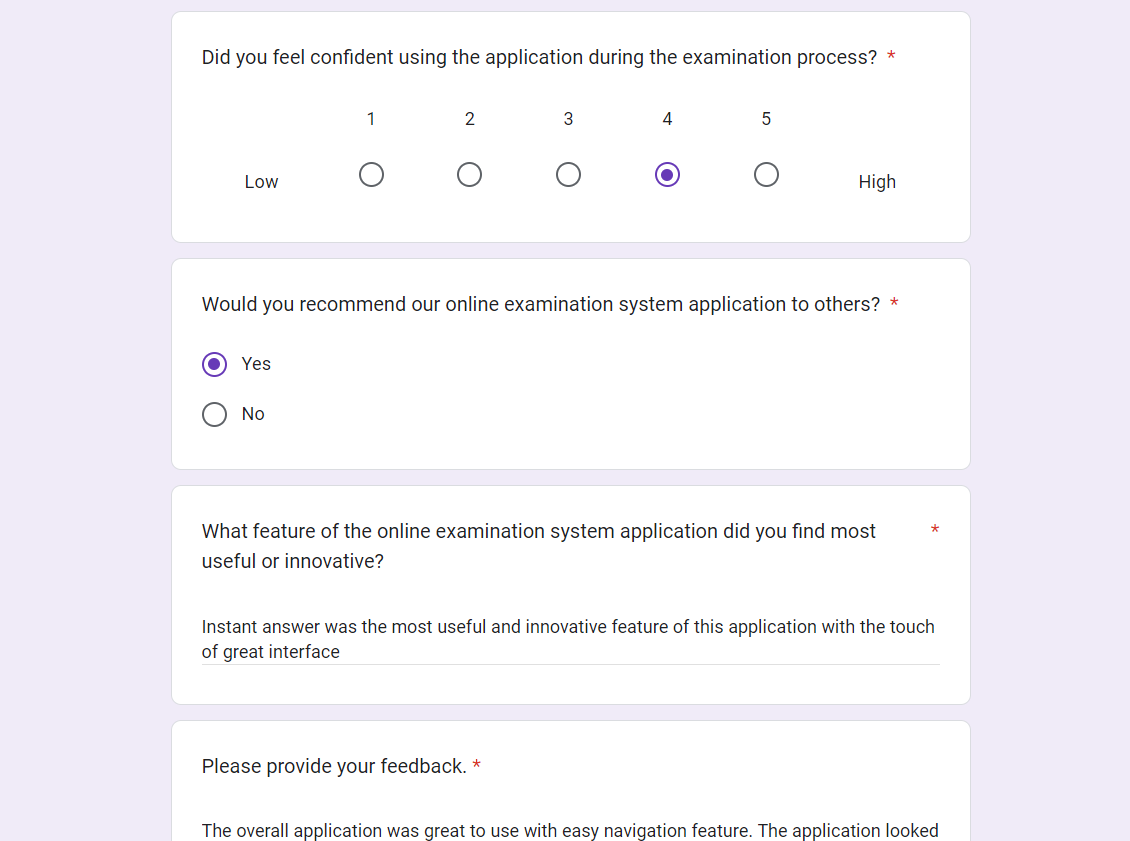 Did you feel confident using the application during the examination process? *
1 2 3 4 5
Low High
Would you recommend our online examination system application to others? *
Yes
No
What feature of the online examination system application did you find most *
useful or innovative?
Instant answer was the most useful and innovative feature of this application with the touch
of great interface
Please provide your feedback. *
The overall application was great to use with easy navigation feature. The application looked